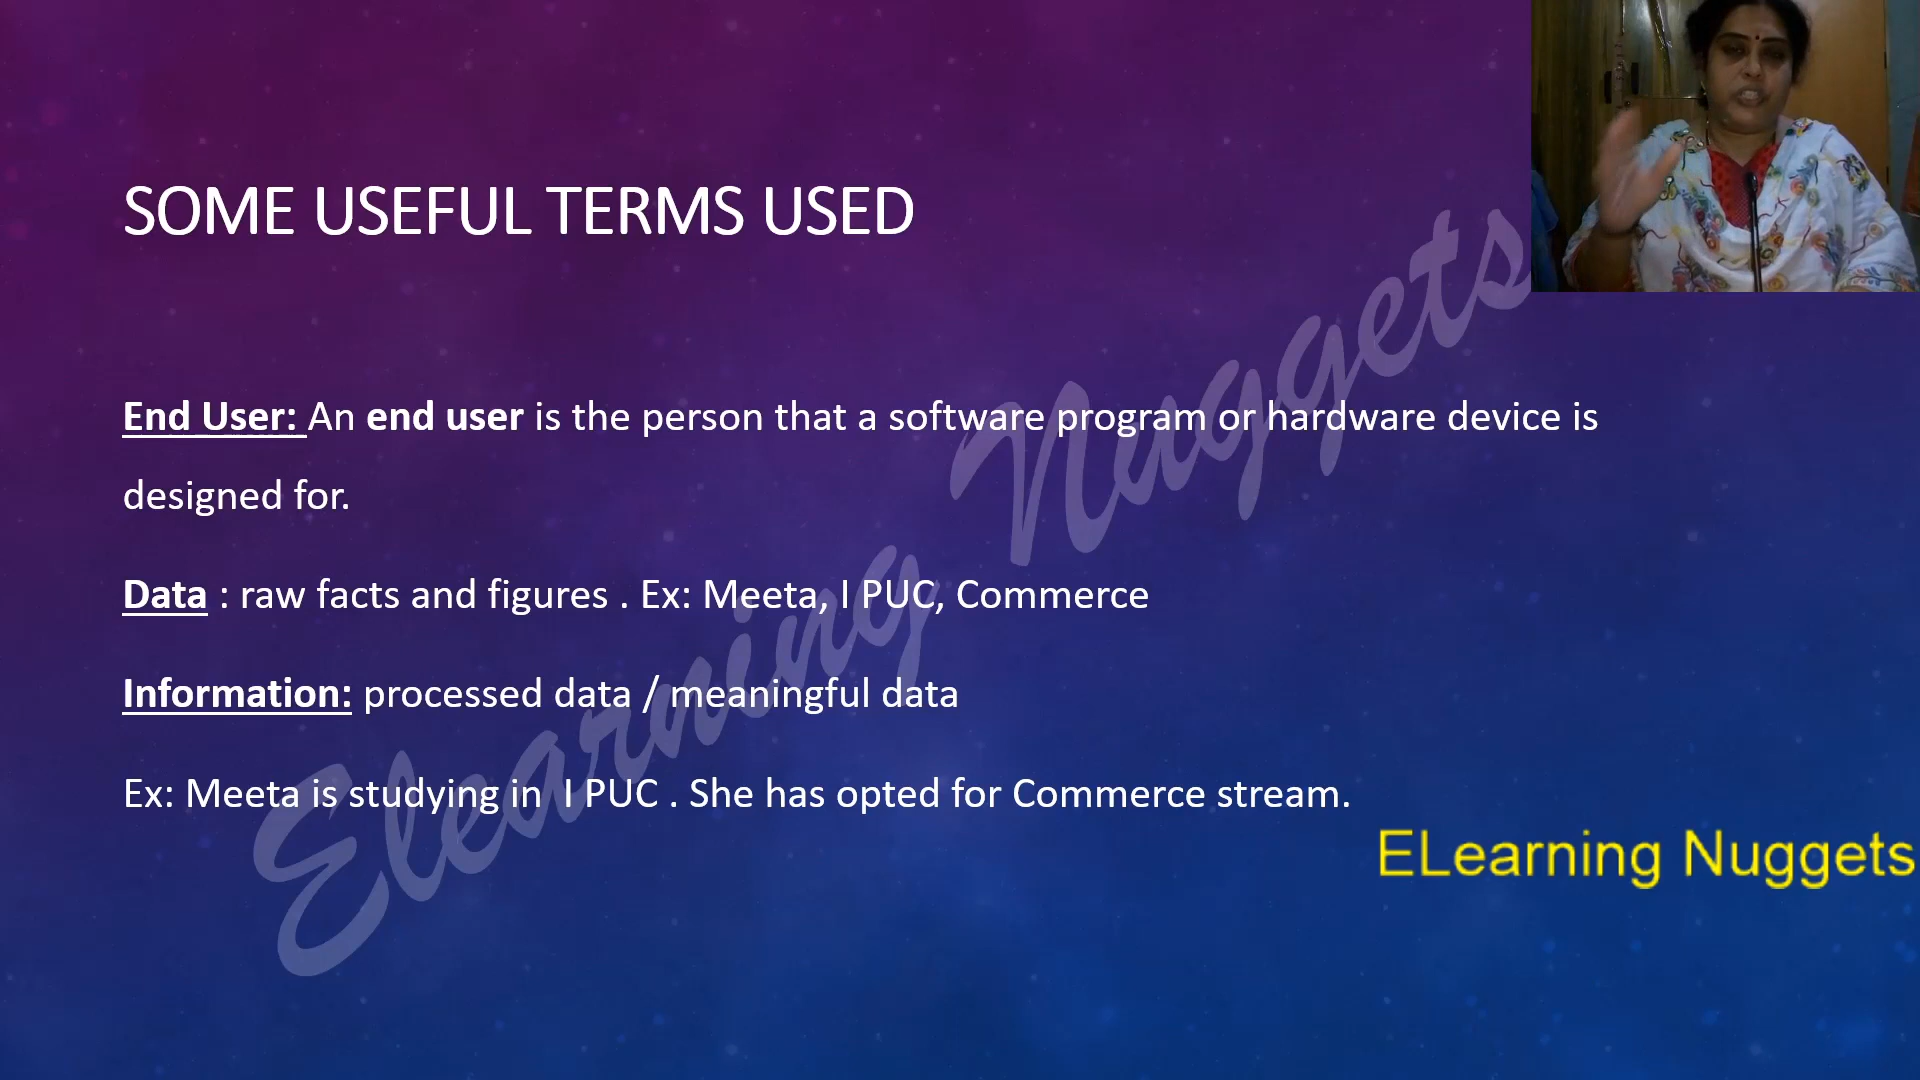 SOME USEFUL TERMS USED
End User: An end user is the person that a software program or hardware device is
designed for.
Data : raw facts and figures . Ex: Meeta, I PUC, Commerce
Information: processed data / meaningful data
Ex: Meeta is studying in  I PUC . She has opted for Commerce stream.
ELearning Nuggets
Elearning Nuggets